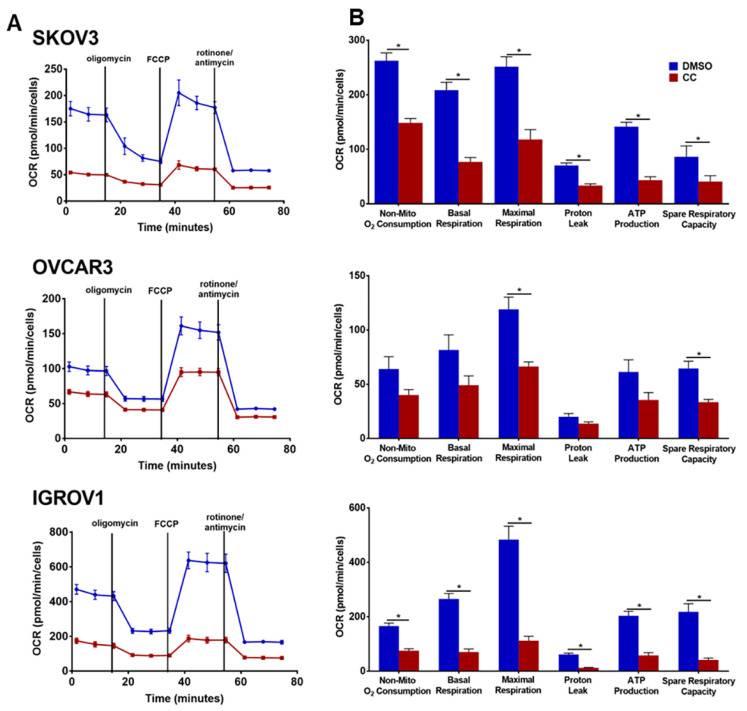 A
SKOV3
oligomycin
FCCP
rotinone/
antimycin
OCR (pmol/min/cells)
250
200
150
100
50
0
0
20
40
60
80
Time (minutes)
B
DMSO
CC
OCR (pmol/min/cells)
300
200
100
0
*
*
*
*
*
*
Non-Mito
O2 Consumption
Basal
Respiration
Maximal
Respiration
Proton
Leak
ATP
Production
Spare Respiratory
Capacity
OVCAR3
oligomycin
FCCP
rotinone/
antimycin
OCR (pmol/min/cells)
200
150
100
50
0
0
20
40
60
80
Time (minutes)
OCR (pmol/min/cells)
150
100
50
0
*
*
Non-Mito
O2 Consumption
Basal
Respiration
Maximal
Respiration
Proton
Leak
ATP
Production
Spare Respiratory
Capacity
IGROV1
oligomycin
FCCP
rotinone/
antimycin
OCR (pmol/min/cells)
800
600
400
200
0
0
20
40
60
80
Time (minutes)
OCR (pmol/min/cells)
600
400
200
0
*
*
*
*
*
*
Non-Mito
O2 Consumption
Basal
Respiration
Maximal
Respiration
Proton
Leak
ATP
Production
Spare Respiratory
Capacity